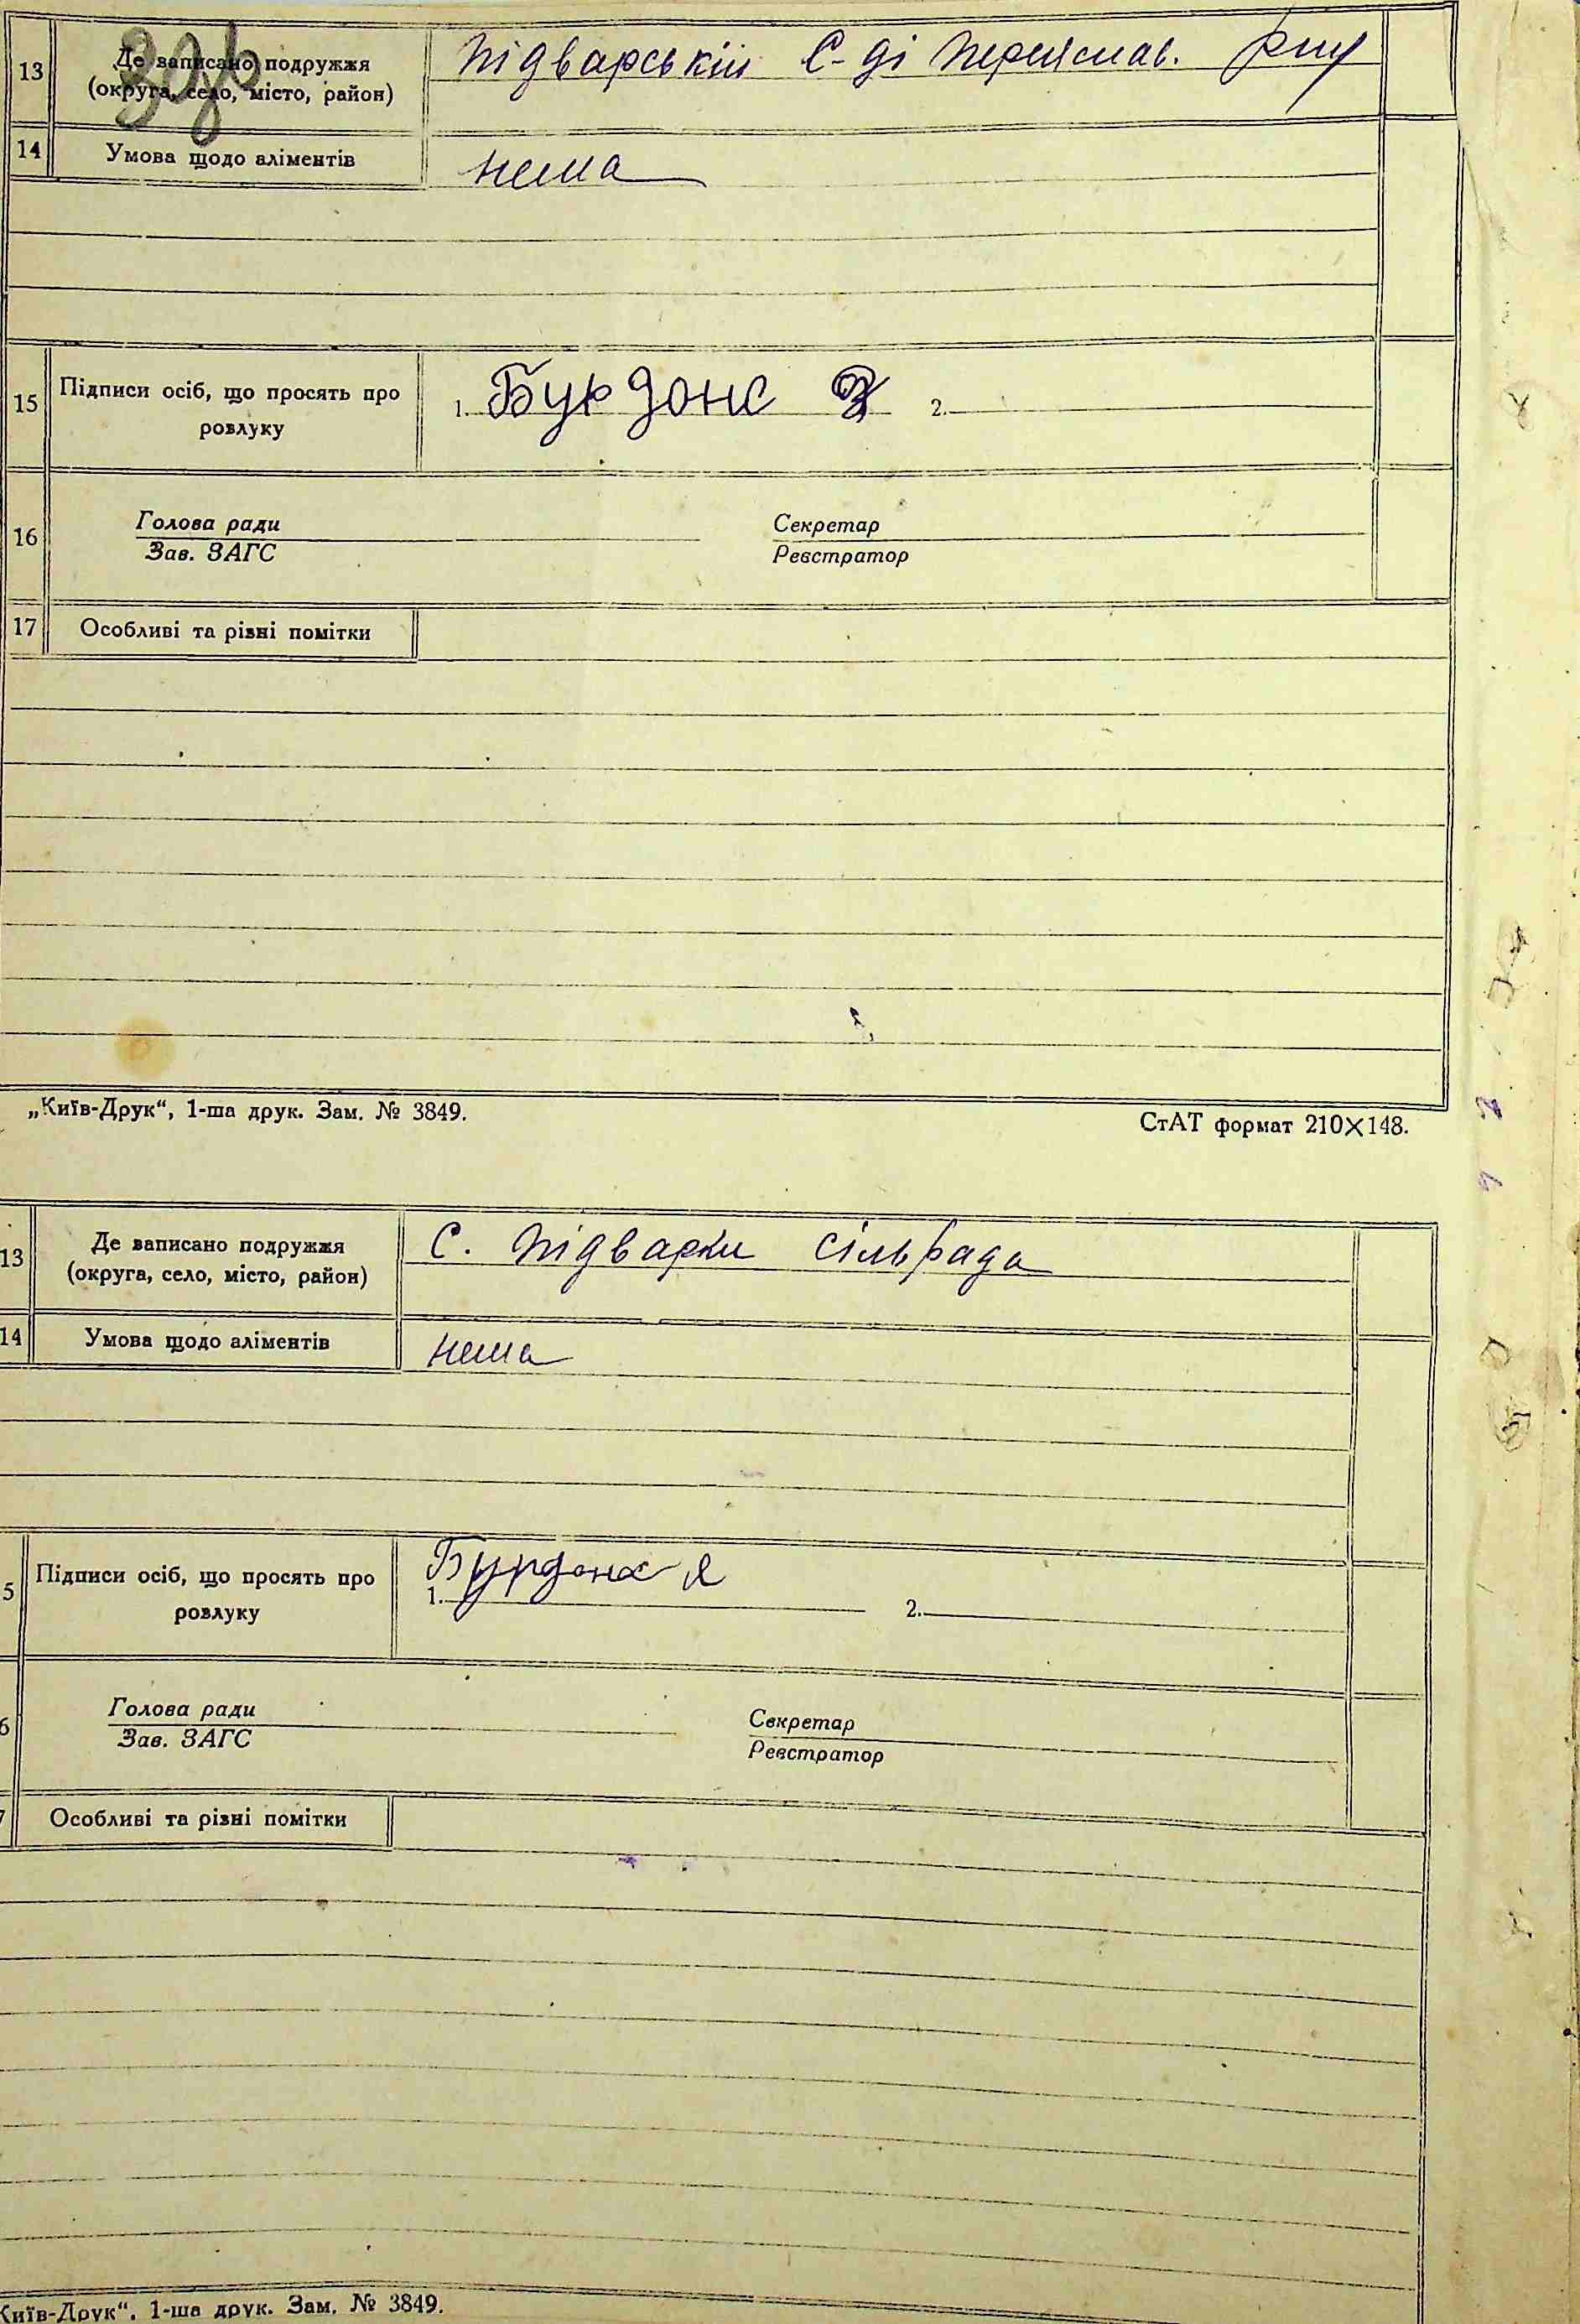 13 Де записано подружжя Підварській С-ді Переяслав. р-ну
(округа, село, місто, район)
14 Умова щодо аліментів нема
15 Підписи осіб, що просять про 1. Бурдонс 2.
розлуку
16 Голова ради Секретар
Зав. ЗАГС Реєстратор
17 Особливі та різні помітки
„Київ-Друк“, 1-ша друк. Зам. № 3849. СтАТ формат 210×148.
13 Де записано подружжя С. Підварки сільрада
(округа, село, місто, район)
14 Умова щодо аліментів нема
5 Підписи осіб, що просять про 1. Я 2.
розлуку
6 Голова ради Секретар
Зав. ЗАГС Реєстратор
7 Особливі та різні помітки
Київ-Друк“, 1-ша друк. Зам. № 3849.